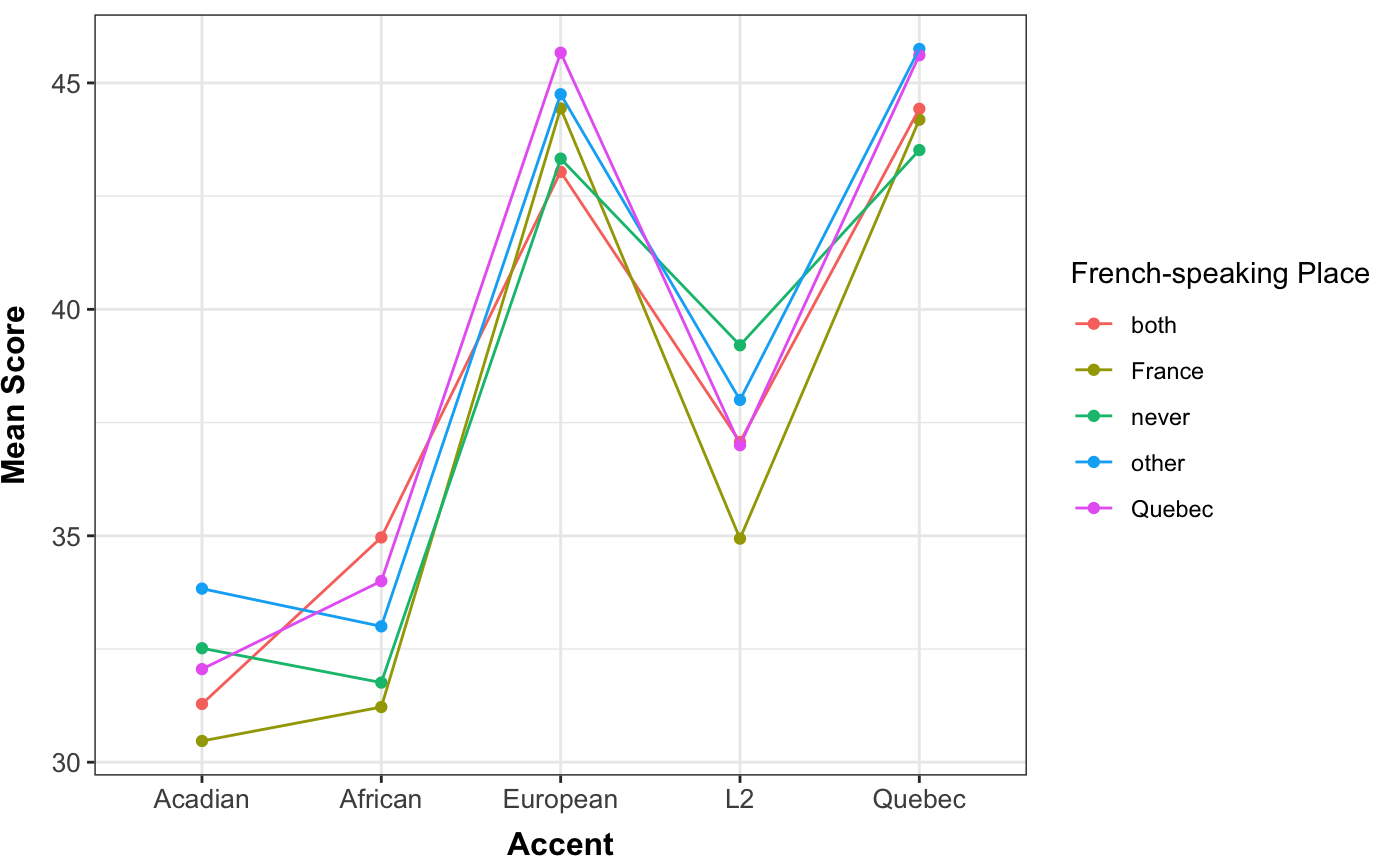 Mean Score
45
40
35
30
Acadian African European L2 Quebec
Accent
French-speaking Place
both
France
never
other
Quebec